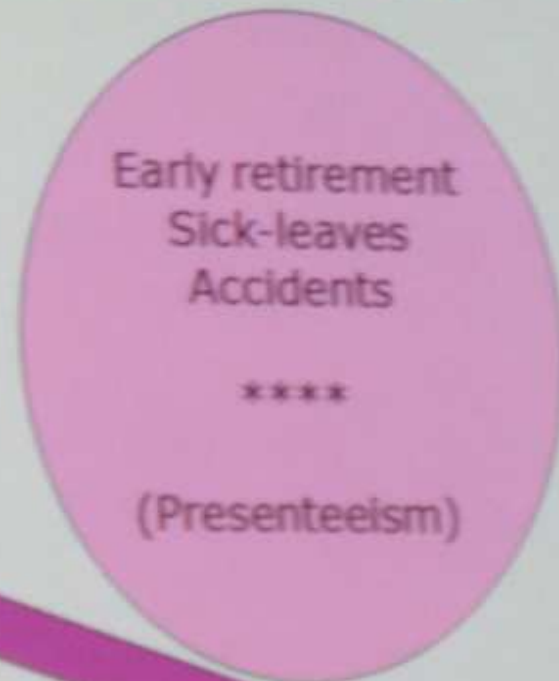 Early retirement
Sick-leaves
Accidents
****
(Presenteeism)